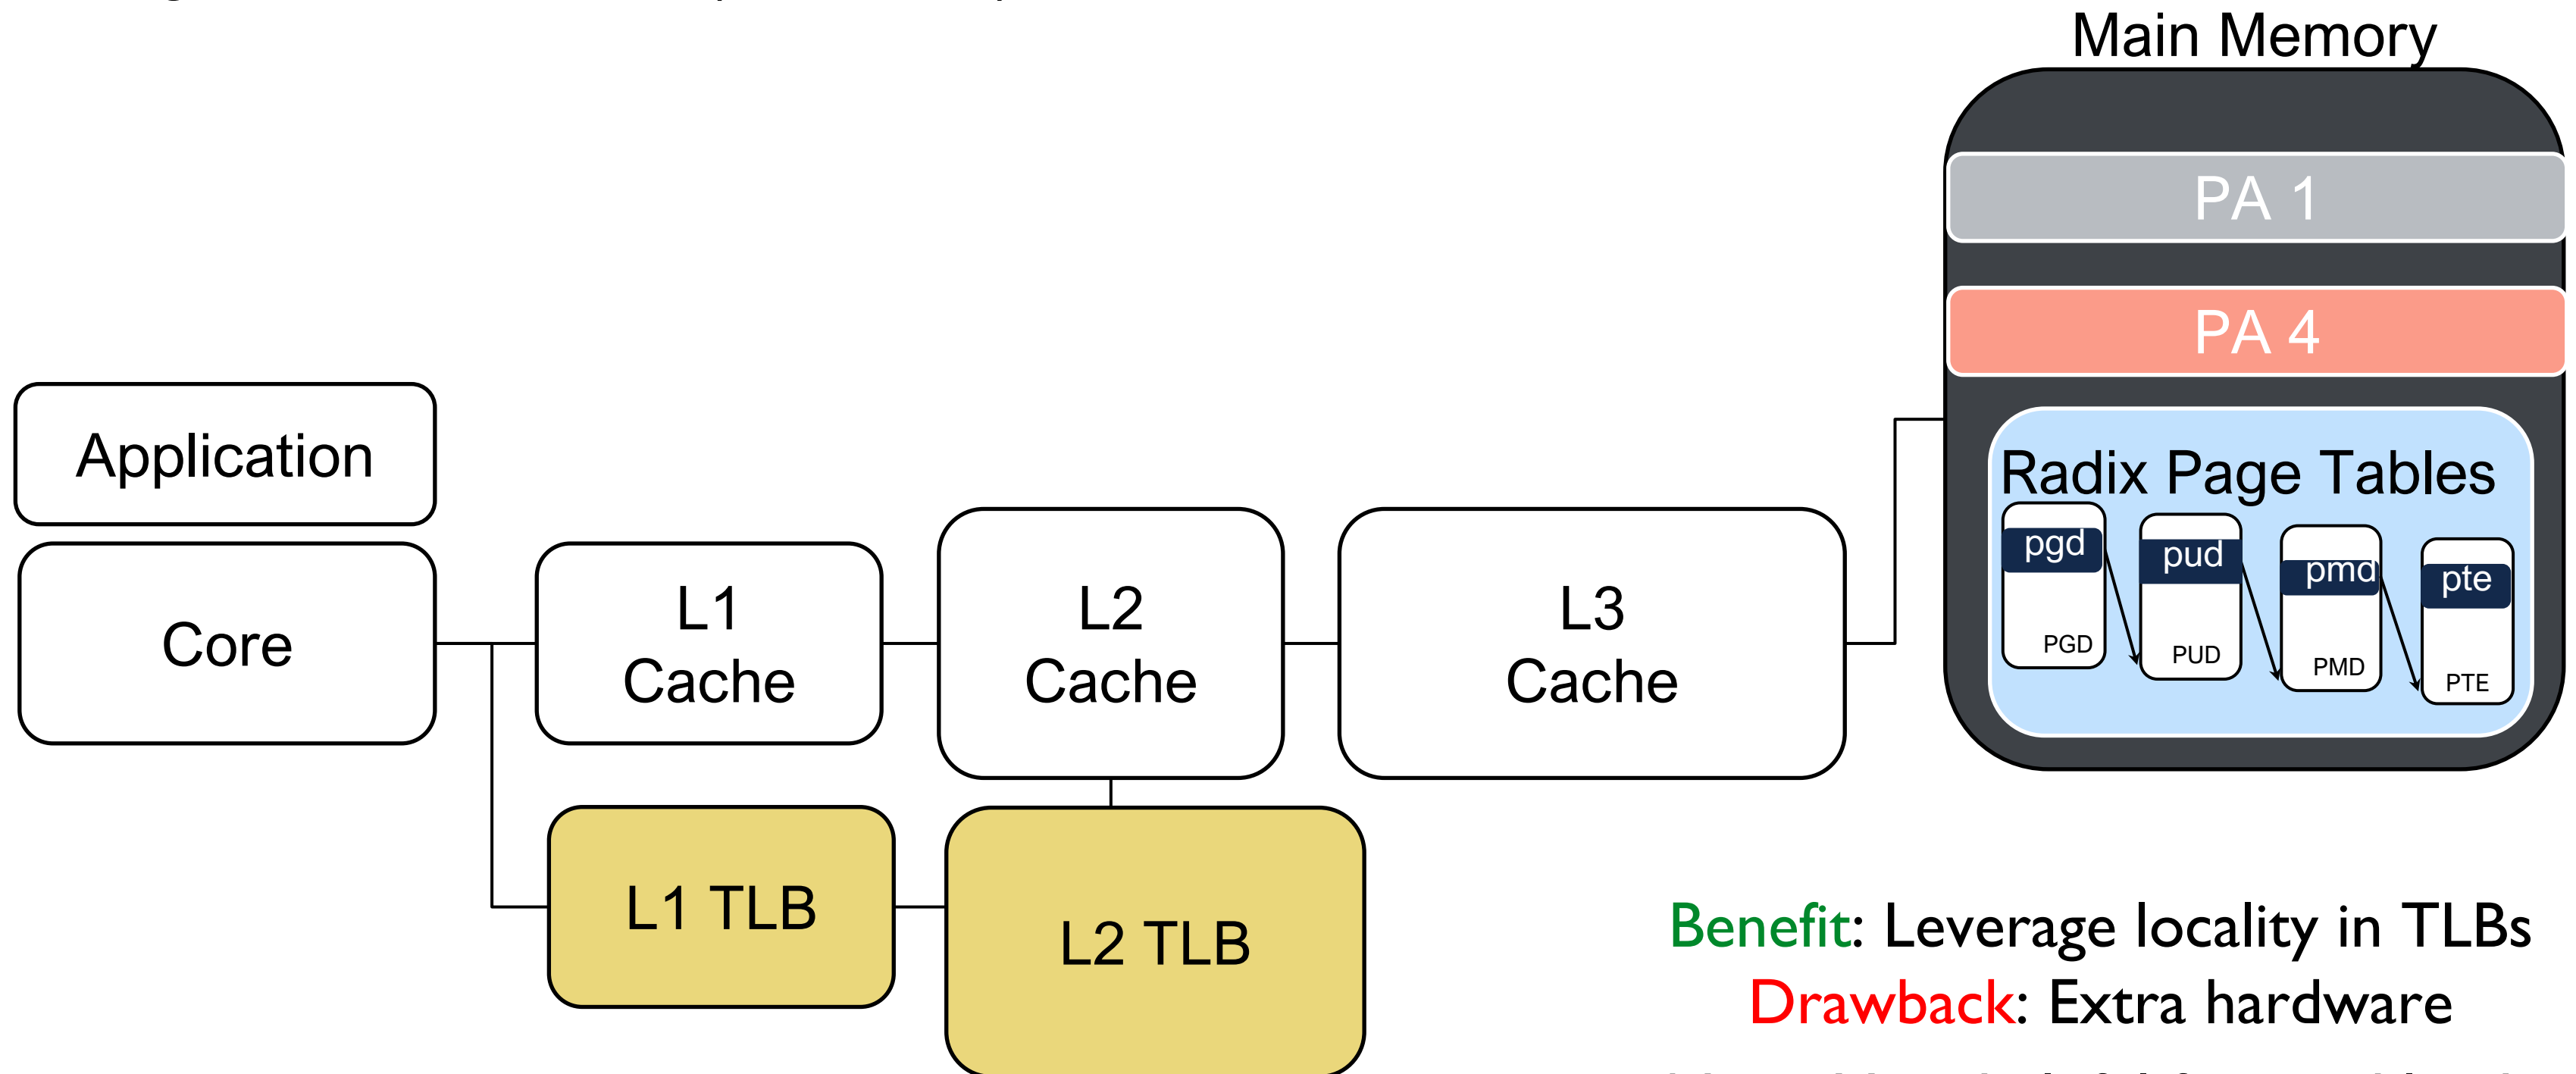 Main Memory
PA 1
PA 4
Application
Radix Page Tables
pgd
pud
pmd
pte
PGD
PUD
PMD
PTE
Core
L1
Cache
L2
Cache
L3
Cache
L1 TLB
L2 TLB
Benefit: Leverage locality in TLBs
Drawback: Extra hardware